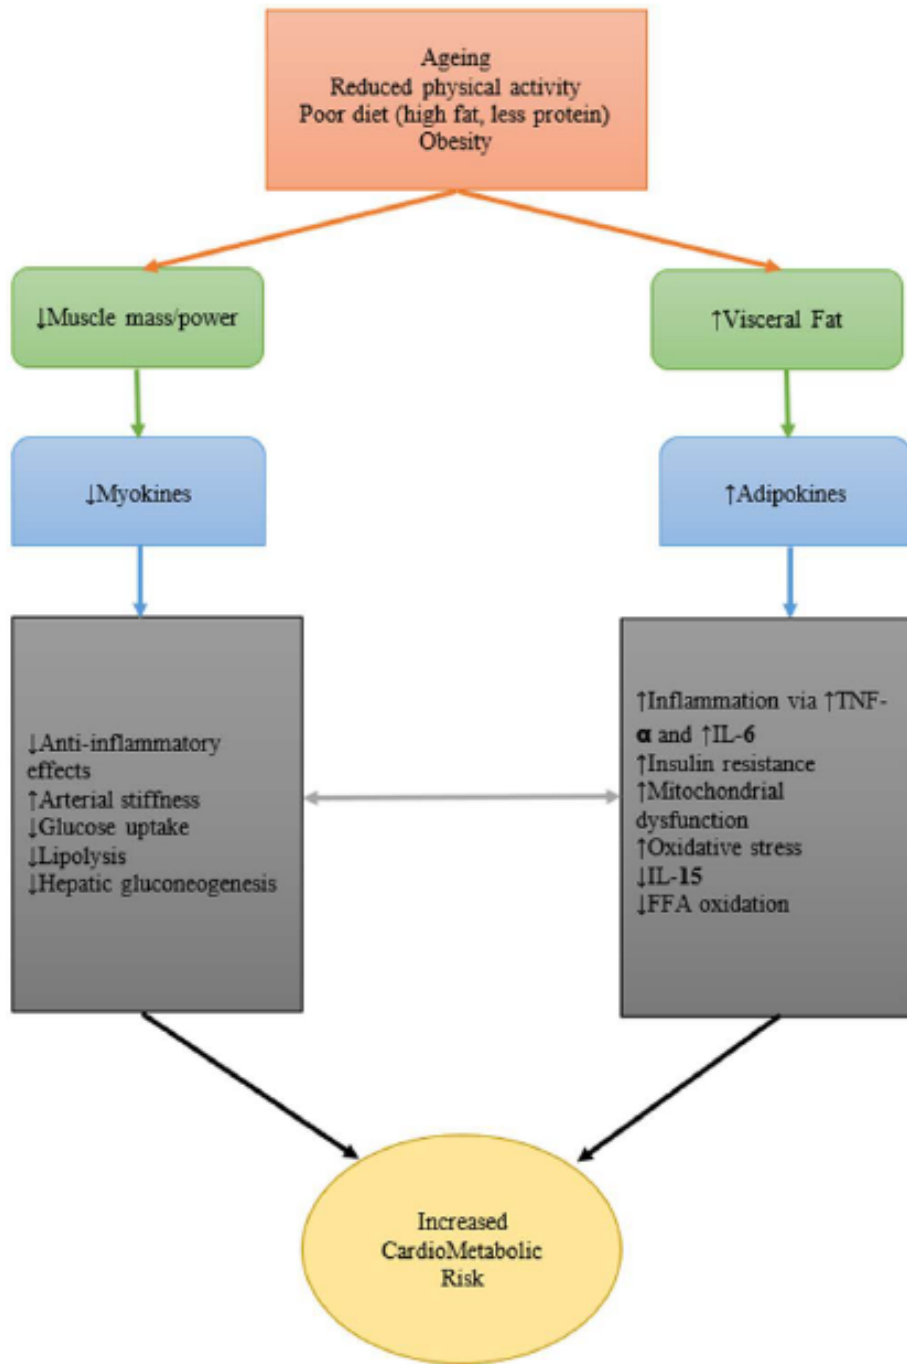 Ageing
Reduced physical activity
Poor diet (high fat, less protein)
Obesity
↓Muscle mass/power
↑Visceral Fat
↓Myokines
↑Adipokines
↓Anti-inflammatory
effects
↑Arterial stiffness
↓Glucose uptake
↓Lipolysis
↓Hepatic gluconeogenesis
↑Inflammation via ↑TNF-
α and ↑IL-6
↑Insulin resistance
↑Mitochondrial
dysfunction
↑Oxidative stress
↓IL-15
↓FFA oxidation
Increased
CardioMetabolic
Risk